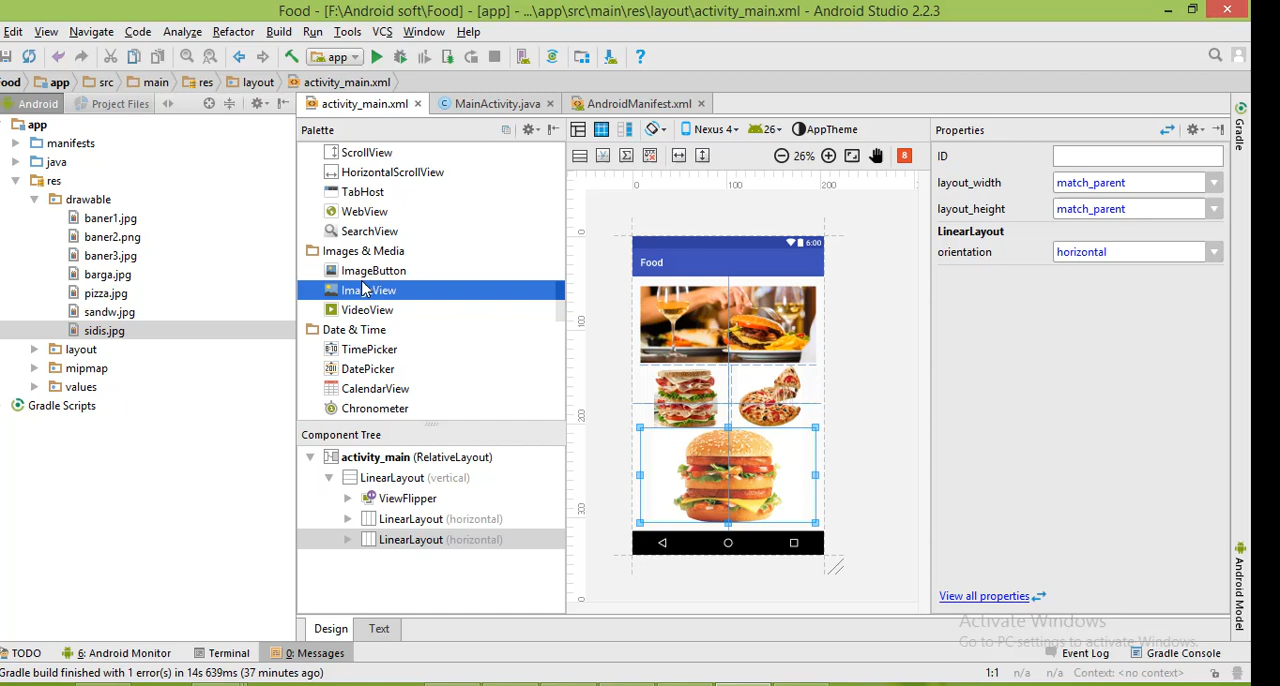 Food - [F:\Android soft\Food] - [app] - ...\app\src\main\res\layout\activity_main.xml - Android Studio 2.2.3
Edit View Navigate Code Analyze Refactor Build Run Tools VCS Window Help
app
ood app src main res layout activity_main.xml
Android Project Files
activity_main.xml MainActivity.java AndroidManifest.xml
app
manifests
java
res
drawable
baner1.jpg
baner2.png
baner3.jpg
barga.jpg
pizza.jpg
sandw.jpg
sidis.jpg
layout
mipmap
values
Gradle Scripts
Palette
ScrollView
HorizontalScrollView
TabHost
WebView
SearchView
Images & Media
ImageButton
ImageView
VideoView
Date & Time
TimePicker
DatePicker
CalendarView
Chronometer
Component Tree
activity_main (RelativeLayout)
LinearLayout (vertical)
ViewFlipper
LinearLayout (horizontal)
LinearLayout (horizontal)
Nexus 4 26 AppTheme
26% 8
0 100 200
0
100
200
300
6:00
Food
Properties
ID
layout_width match_parent
layout_height match_parent
LinearLayout
orientation horizontal
View all properties
Gradle
Android Model
Design Text
Activate Windows
Go to PC settings to activate Windows.
TODO 6: Android Monitor Terminal 0: Messages Event Log Gradle Console
Gradle build finished with 1 error(s) in 14s 639ms (37 minutes ago) 1:1 n/a n/a Context: <no context>